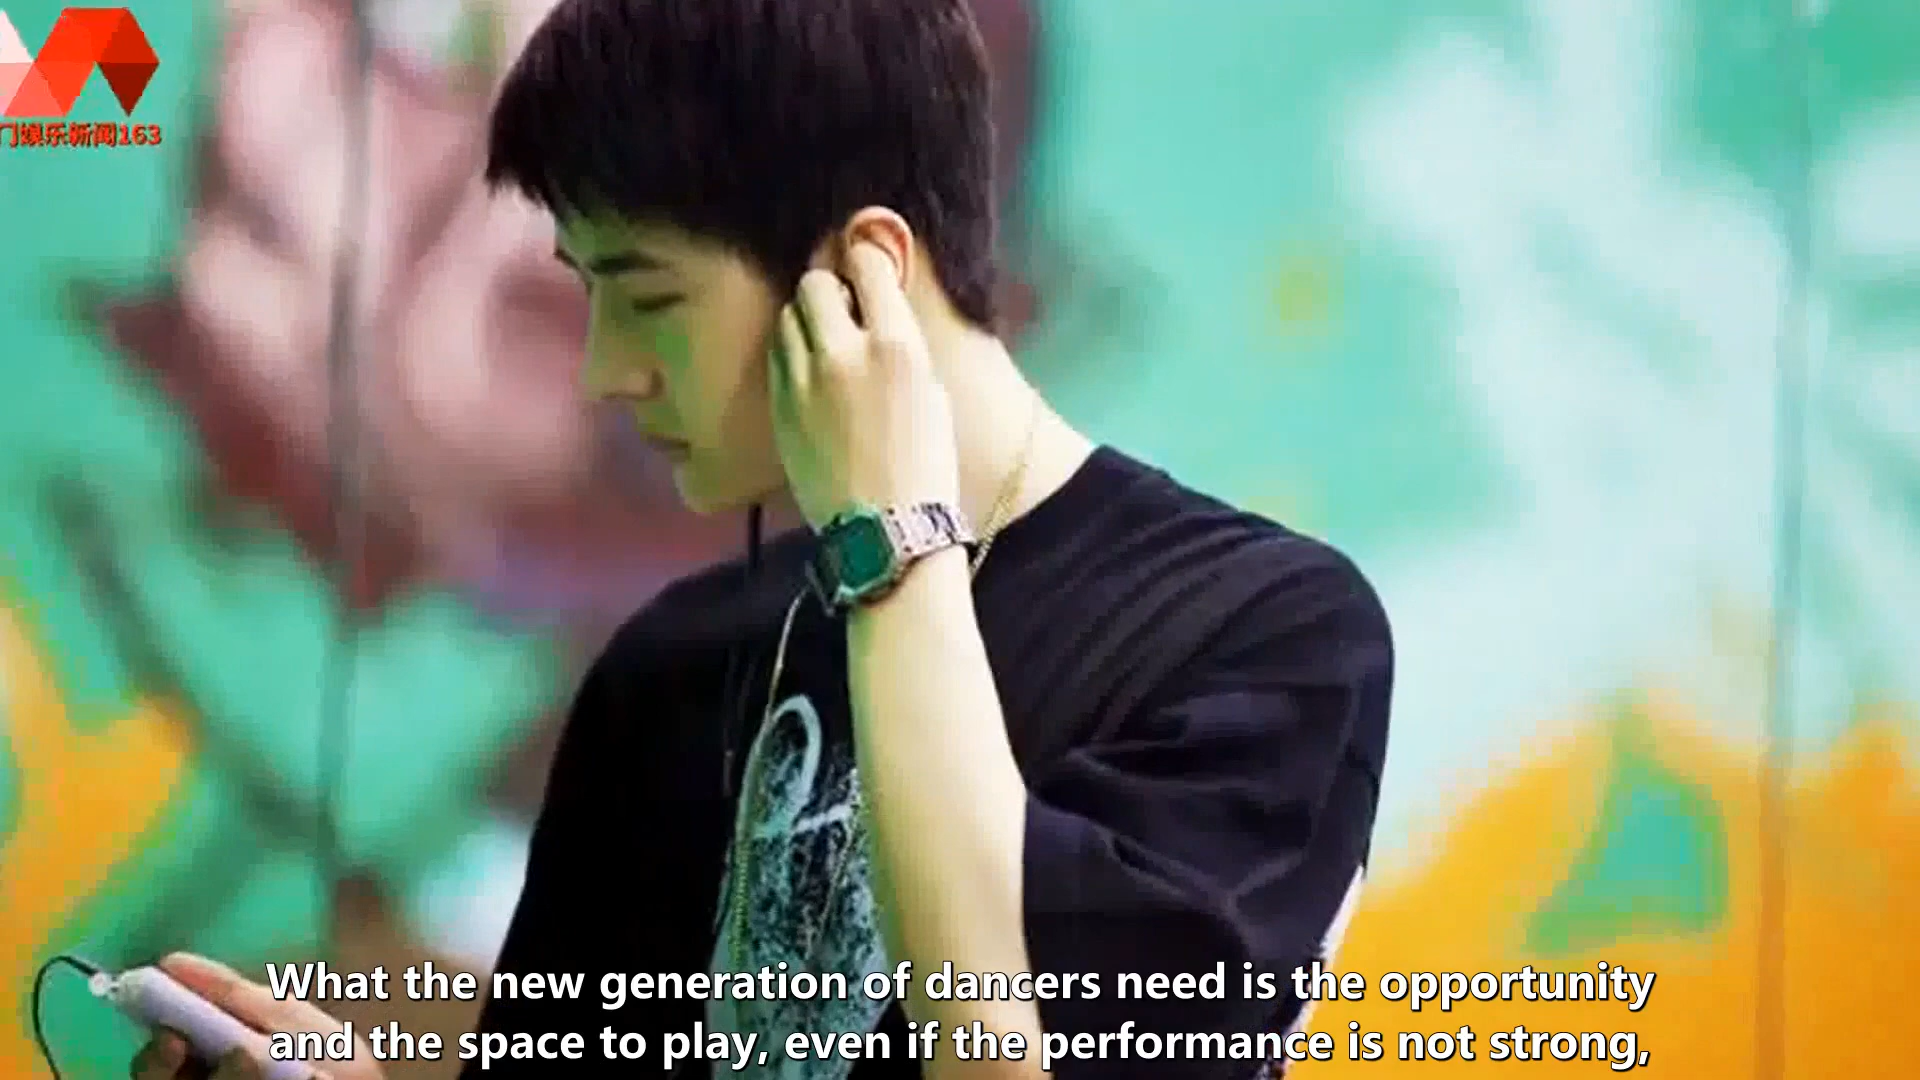 门娱乐新闻163
What the new generation of dancers need is the opportunity
and the space to play, even if the performance is not strong,